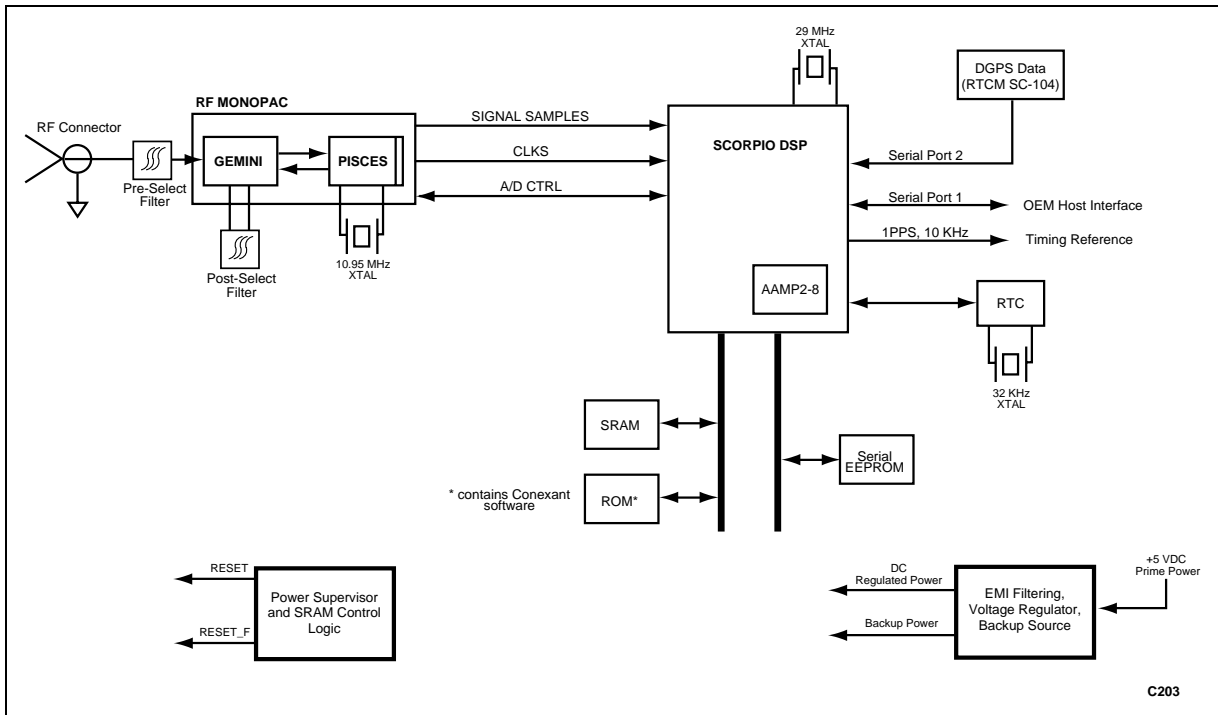 29 MHz
XTAL
DGPS Data
(RTCM SC-104)
RF MONOPAC
RF Connector
SIGNAL SAMPLES
SCORPIO DSP
GEMINI
PISCES
CLKS
Serial Port 2
Pre-Select
Filter
A/D CTRL
Serial Port 1
OEM Host Interface
1PPS, 10 KHz
Timing Reference
10.95 MHz
XTAL
Post-Select
Filter
AAMP2-8
RTC
32 KHz
XTAL
SRAM
Serial
EEPROM
* contains Conexant
software
ROM*
+5 VDC
Prime Power
RESET
DC
Regulated Power
Power Supervisor
and SRAM Control
Logic
EMI Filtering,
Voltage Regulator,
Backup Source
RESET_F
Backup Power
C203